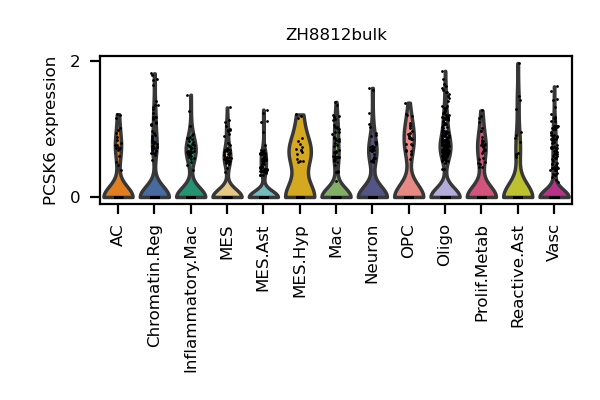 ZH8812bulk
PCSK6 expression
2
0
AC
Chromatin.Reg
Inflammatory.Mac
MES
MES.Ast
MES.Hyp
Mac
Neuron
OPC
Oligo
Prolif.Metab
Reactive.Ast
Vasc